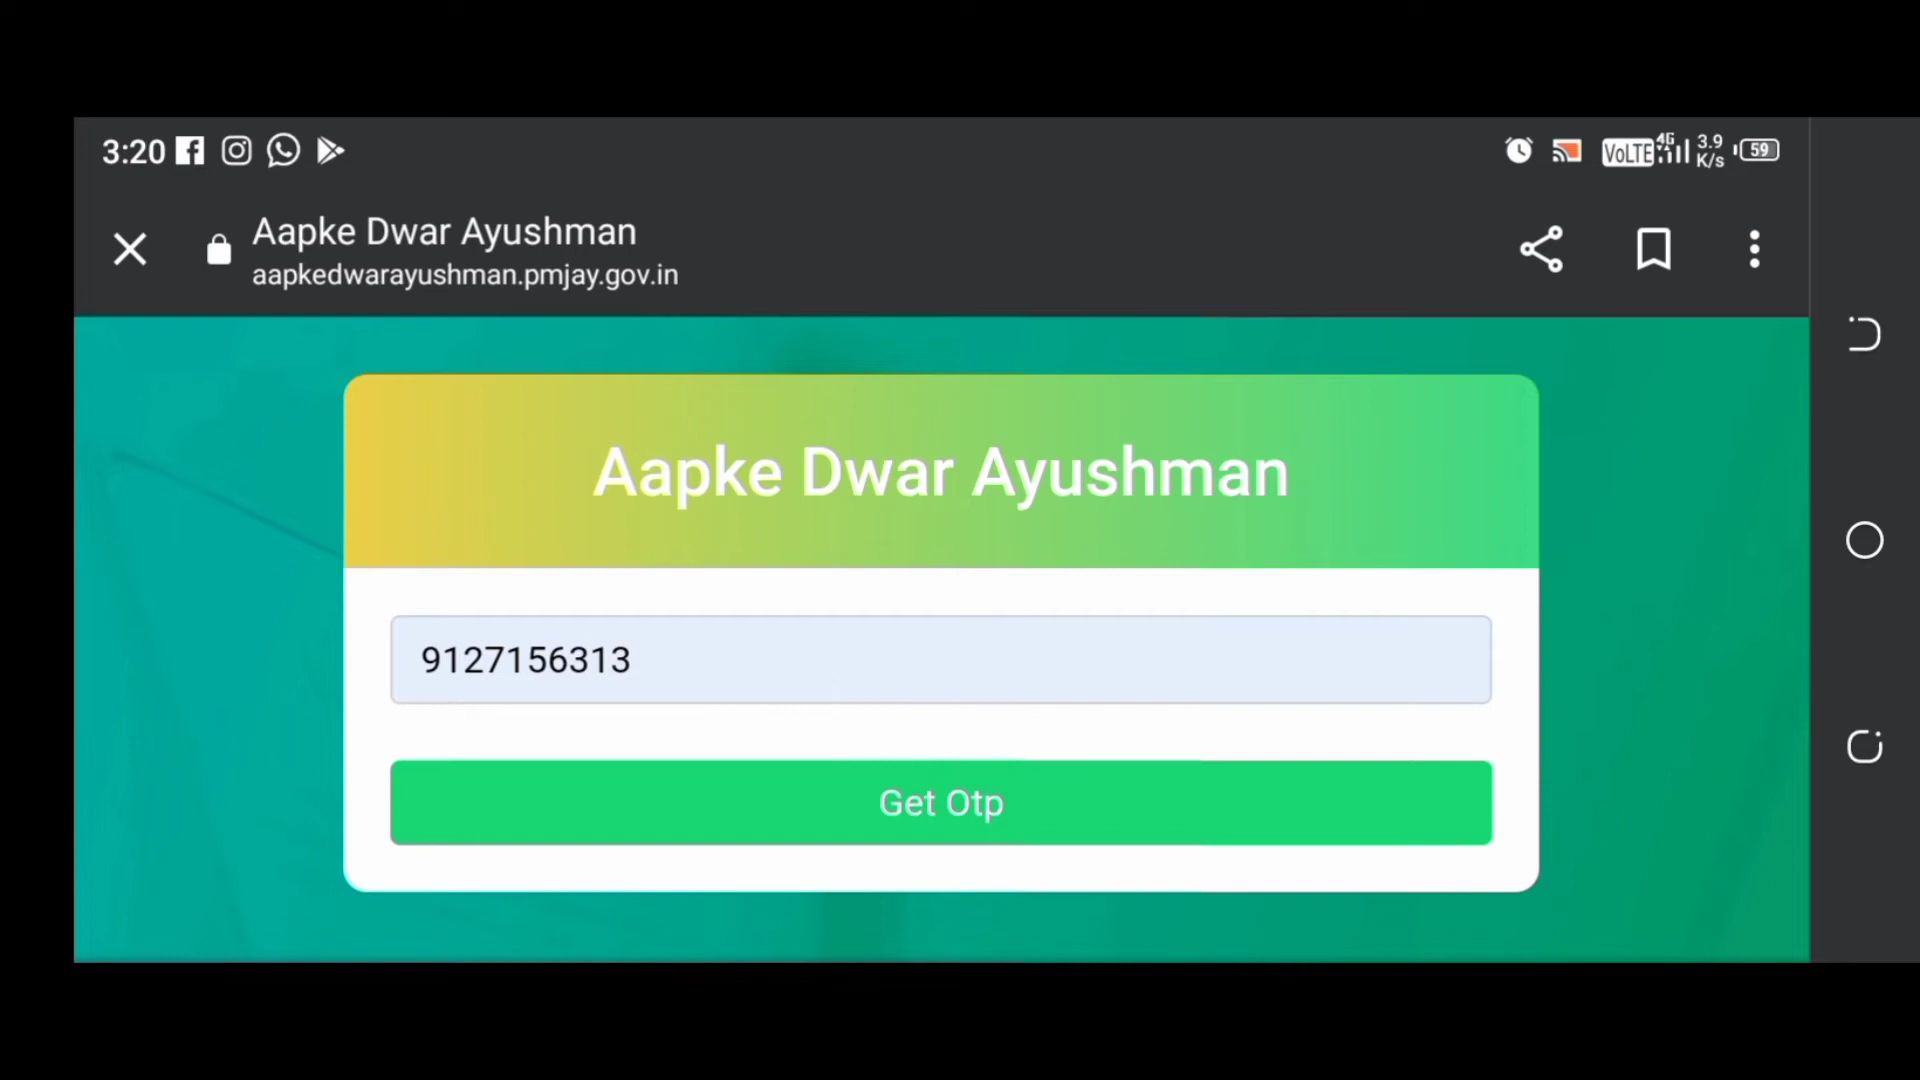 3:20 VoLTE 4G 3.9 K/s 59
Aapke Dwar Ayushman
aapkedwarayushman.pmjay.gov.in
Aapke Dwar Ayushman
9127156313
Get Otp